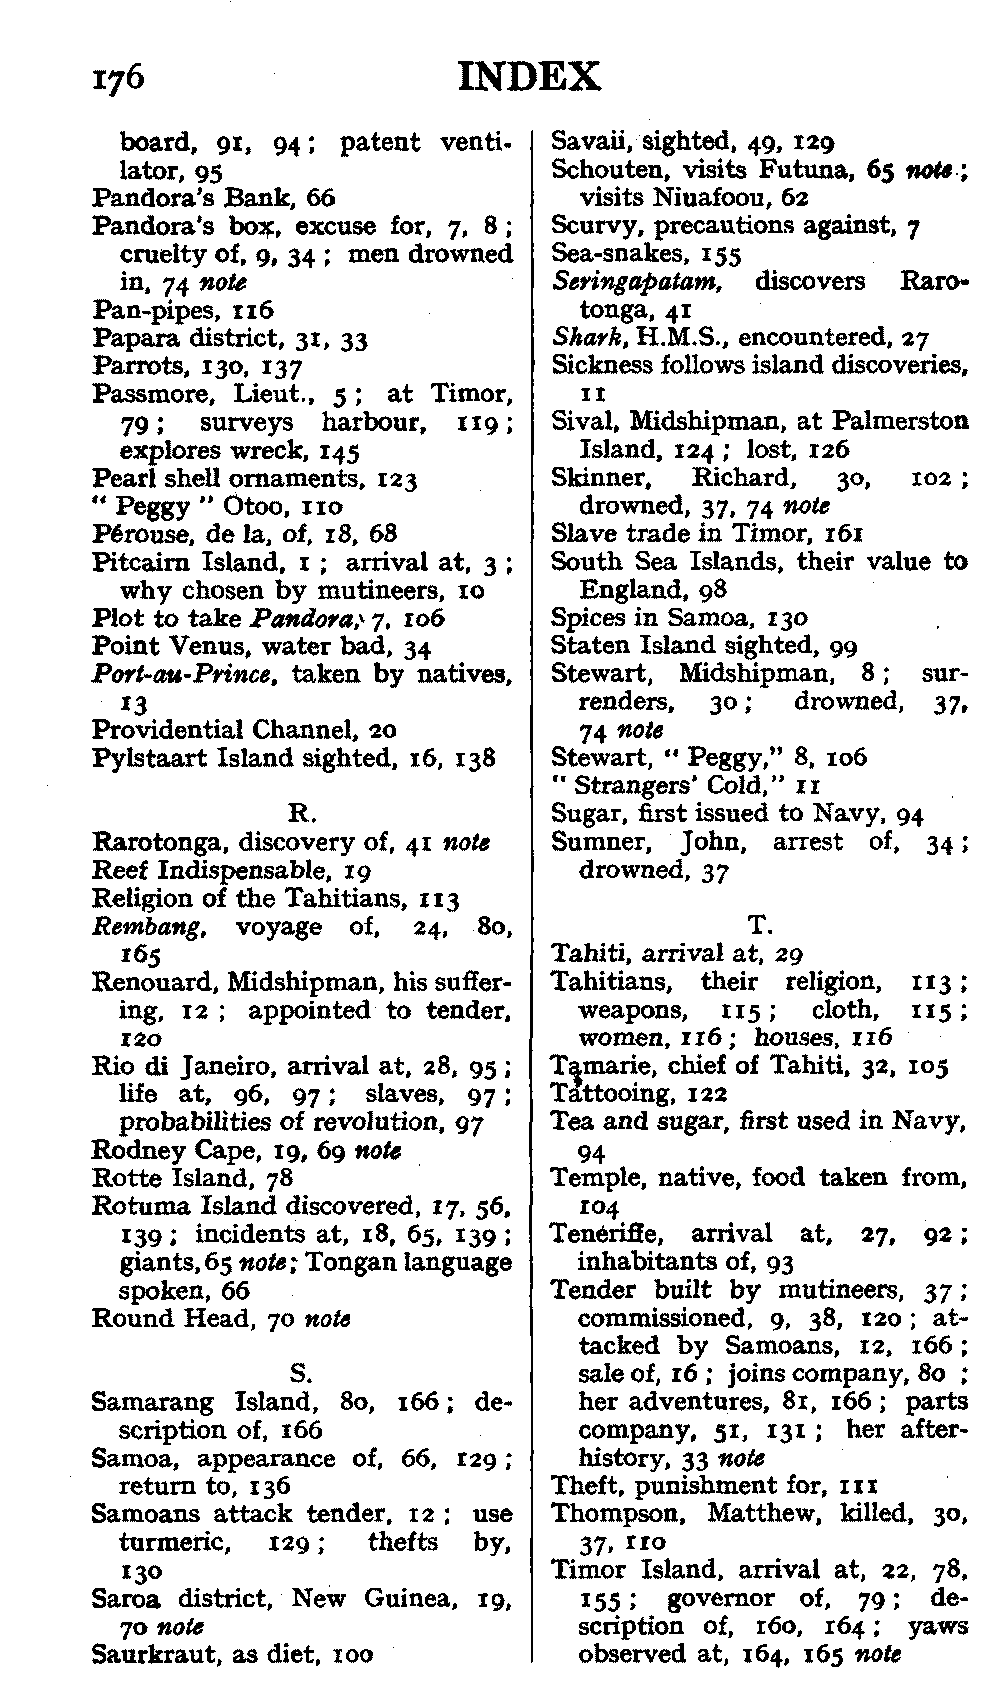 176
INDEX
board, 91, 94; patent venti-
lator, 95
Pandora's Bank, 66
Pandora's box, excuse for, 7, 8;
cruelty of, 9, 34; men drowned
in, 74 note
Pan-pipes, 116
Papara district, 31, 33
Parrots, 130, 137
Passmore, Lieut., 5; at Timor,
79; surveys harbour, 119;
explores wreck, 145
Pearl shell ornaments, 123
" Peggy " Otoo, 110
Pérouse, de la, of, 18, 68
Pitcairn Island, 1; arrival at, 3;
why chosen by mutineers, 10
Plot to take Pandora, 7, 106
Point Venus, water bad, 34
Port-au-Prince, taken by natives,
13
Providential Channel, 20
Pylstaart Island sighted, 16, 138
R.
Rarotonga, discovery of, 41 note
Reef Indispensable, 19
Religion of the Tahitians, 113
Rembang, voyage of, 24, 80,
165
Renouard, Midshipman, his suffer-
ing, 12; appointed to tender,
120
Rio di Janeiro, arrival at, 28, 95;
life at, 96, 97; slaves, 97;
probabilities of revolution, 97
Rodney Cape, 19, 69 note
Rotte Island, 78
Rotuma Island discovered, 17, 56,
139; incidents at, 18, 65, 139;
giants, 65 note; Tongan language
spoken, 66
Round Head, 70 note
S.
Samarang Island, 80, 166; de-
scription of, 166
Samoa, appearance of, 66, 129;
return to, 136
Samoans attack tender, 12; use
turmeric, 129; thefts by,
130
Saroa district, New Guinea, 19,
70 note
Saurkraut, as diet, 100
Savaii, sighted, 49, 129
Schouten, visits Futuna, 65 note;
visits Niuafoou, 62
Scurvy, precautions against, 7
Sea-snakes, 155
Seringapatam, discovers Raro-
tonga, 41
Shark, H.M.S., encountered, 27
Sickness follows island discoveries,
11
Sival, Midshipman, at Palmerston
Island, 124; lost, 126
Skinner, Richard, 30, 102;
drowned, 37, 74 note
Slave trade in Timor, 161
South Sea Islands, their value to
England, 98
Spices in Samoa, 130
Staten Island sighted, 99
Stewart, Midshipman, 8; sur-
renders, 30; drowned, 37,
74 note
Stewart, " Peggy," 8, 106
" Strangers' Cold," 11
Sugar, first issued to Navy, 94
Sumner, John, arrest of, 34;
drowned, 37
T.
Tahiti, arrival at, 29
Tahitians, their religion, 113;
weapons, 115; cloth, 115;
women, 116; houses, 116
Tamarie, chief of Tahiti, 32, 105
Tattooing, 122
Tea and sugar, first used in Navy,
94
Temple, native, food taken from,
104
Tenériffe, arrival at, 27, 92;
inhabitants of, 93
Tender built by mutineers, 37;
commissioned, 9, 38, 120; at-
tacked by Samoans, 12, 166;
sale of, 16; joins company, 80;
her adventures, 81, 166; parts
company, 51, 131; her after-
history, 33 note
Theft, punishment for, 111
Thompson, Matthew, killed, 30,
37, 110
Timor Island, arrival at, 22, 78,
155; governor of, 79; de-
scription of, 160, 164; yaws
observed at, 164, 165 note